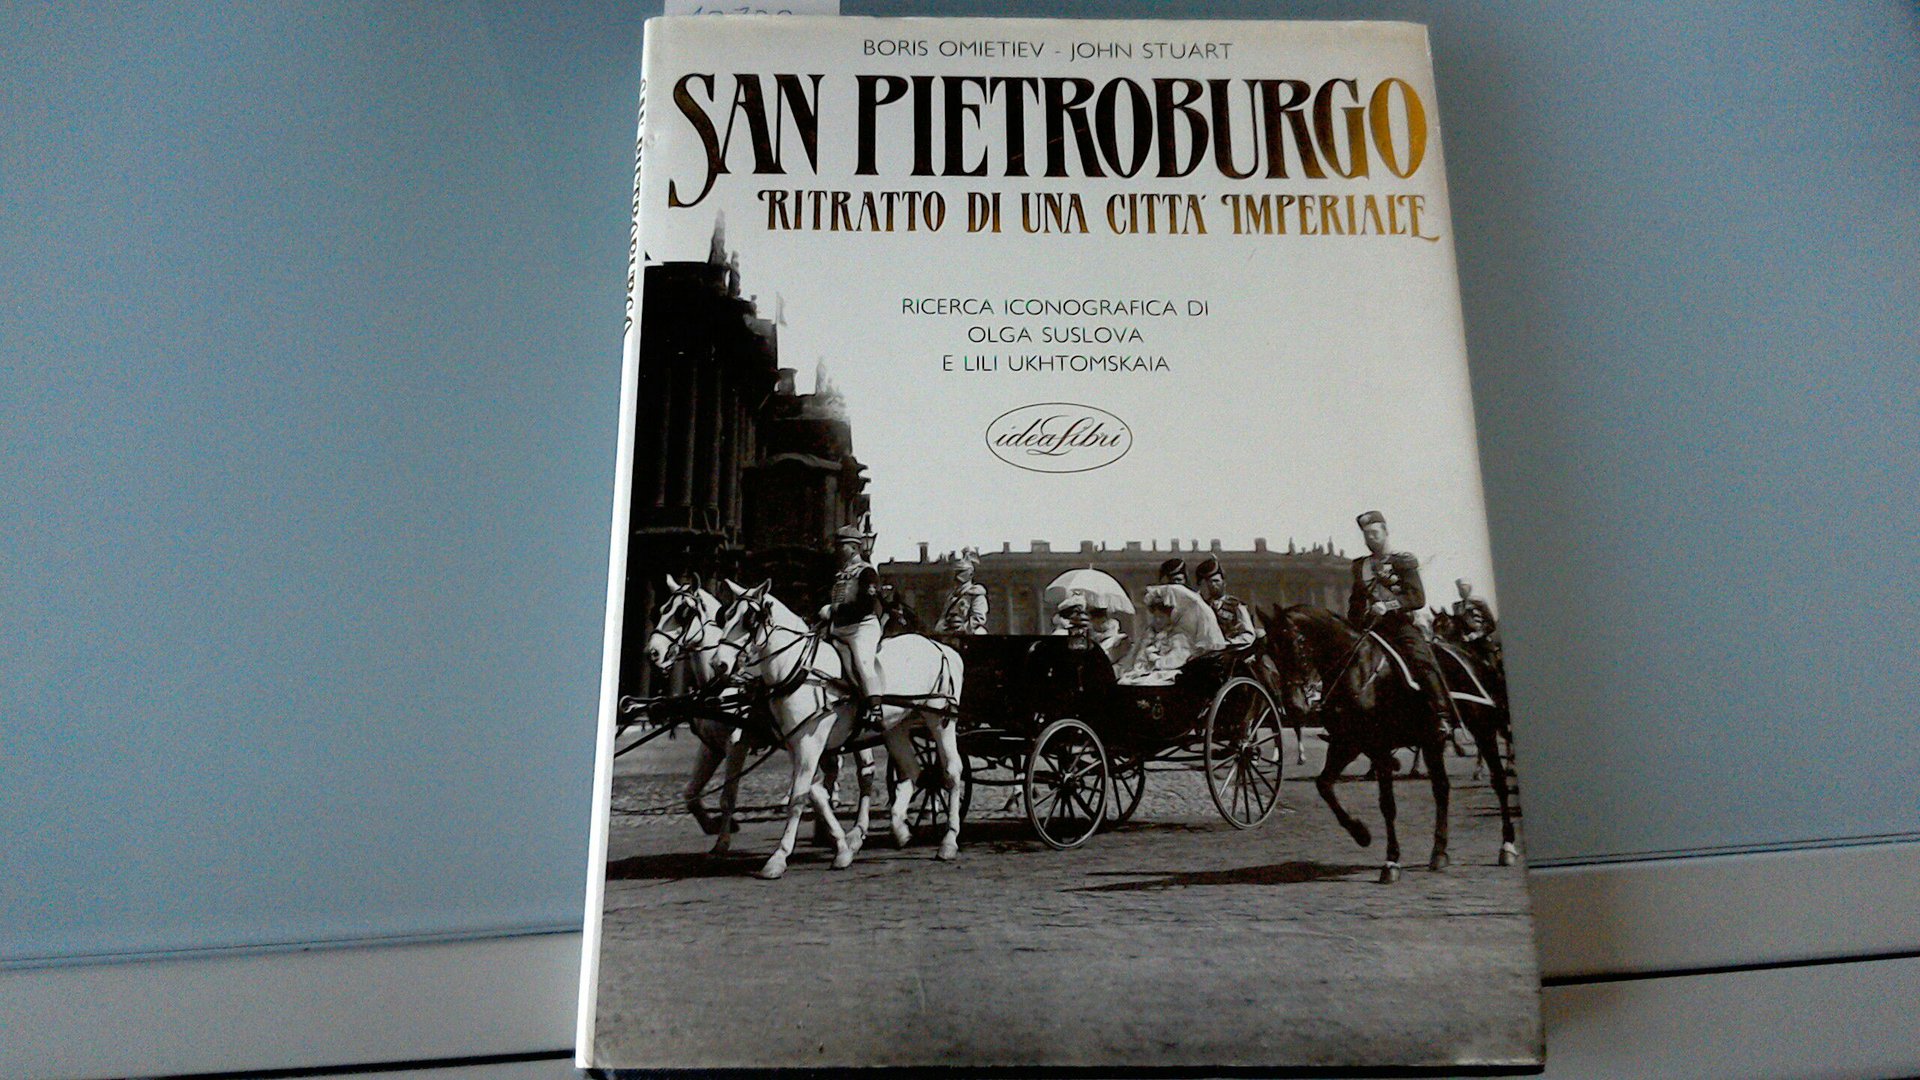 BORIS OMIETIEV - JOHN STUART
SAN PIETROBURGO
RITRATTO DI UNA CITTA' IMPERIALE
RICERCA ICONOGRAFICA DI
OLGA SUSLOVA
E LILI UKHTOMSKAIA
ideaLibri
SAN PIETROBURGO